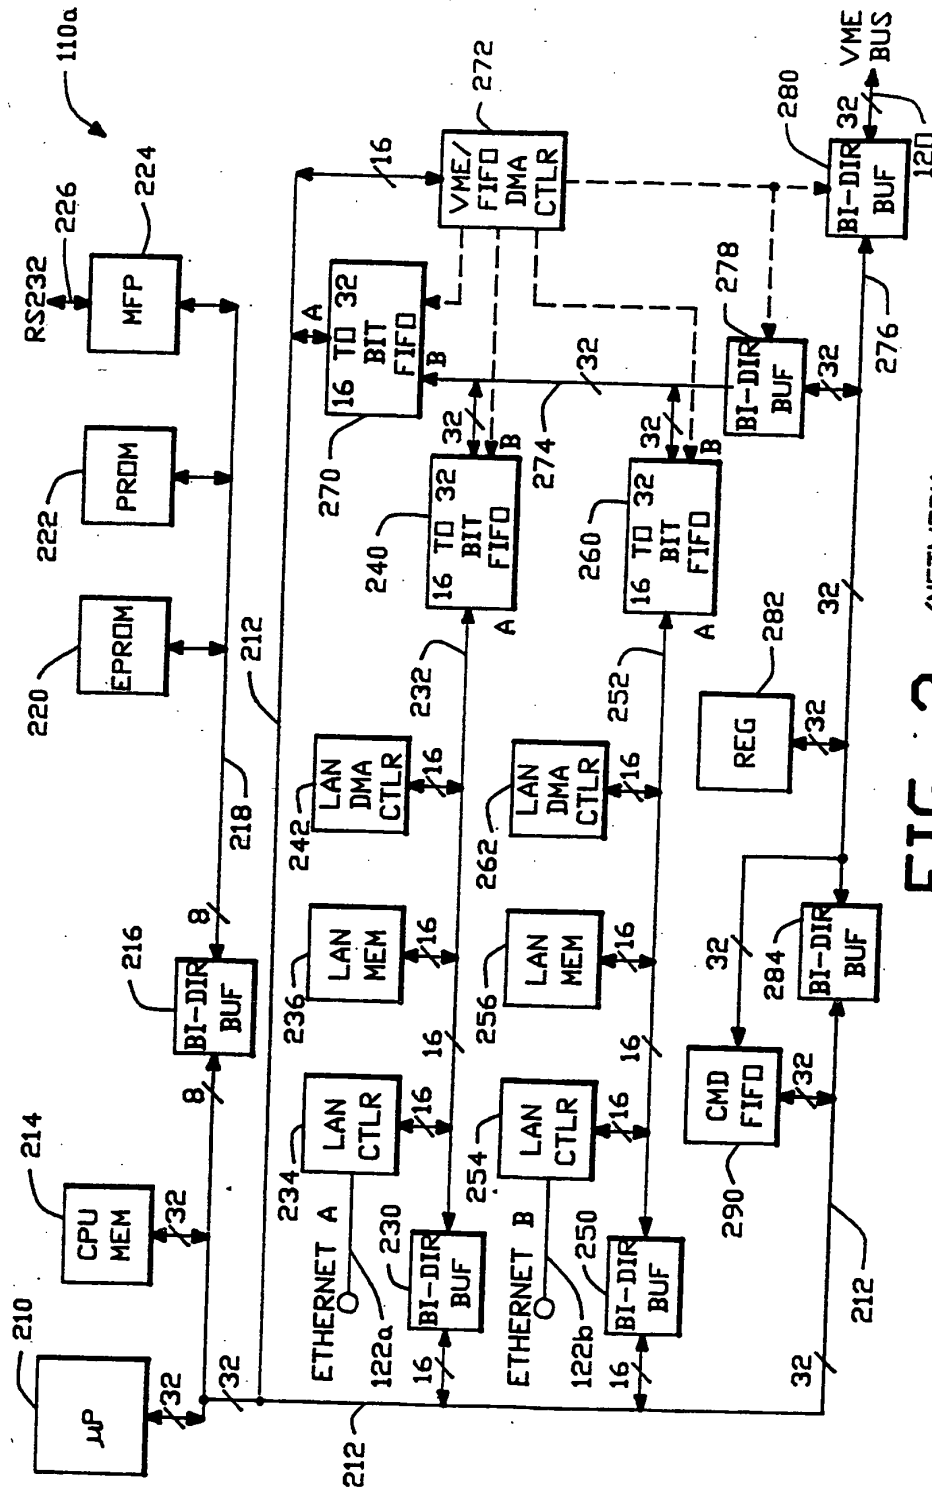 110a
210
µP
32
214
CPU
MEM
32
32
8
216
BI-DIR
BUF
8
218
220
EPROM
222
PROM
RS232
226
224
MFP
212
16
272
VME/
FIFO
DMA
CTLR
212
ETHERNET A
122a
234
LAN
CTLR
16
230
BI-DIR
BUF
16
16
236
LAN
MEM
16
242
LAN
DMA
CTLR
16
232
240
16 TO 32
BIT
FIFO
A
B
32
270
16 TO 32
BIT
FIFO
A
B
274
32
ETHERNET B
122b
254
LAN
CTLR
16
250
BI-DIR
BUF
16
16
256
LAN
MEM
16
262
LAN
DMA
CTLR
16
252
260
16 TO 32
BIT
FIFO
A
B
32
278
BI-DIR
BUF
32
280
BI-DIR
BUF
32
VME
BUS
120
276
32
282
REG
32
32
290
CMD
FIFO
32
284
BI-DIR
BUF
212
32
FIG. 2